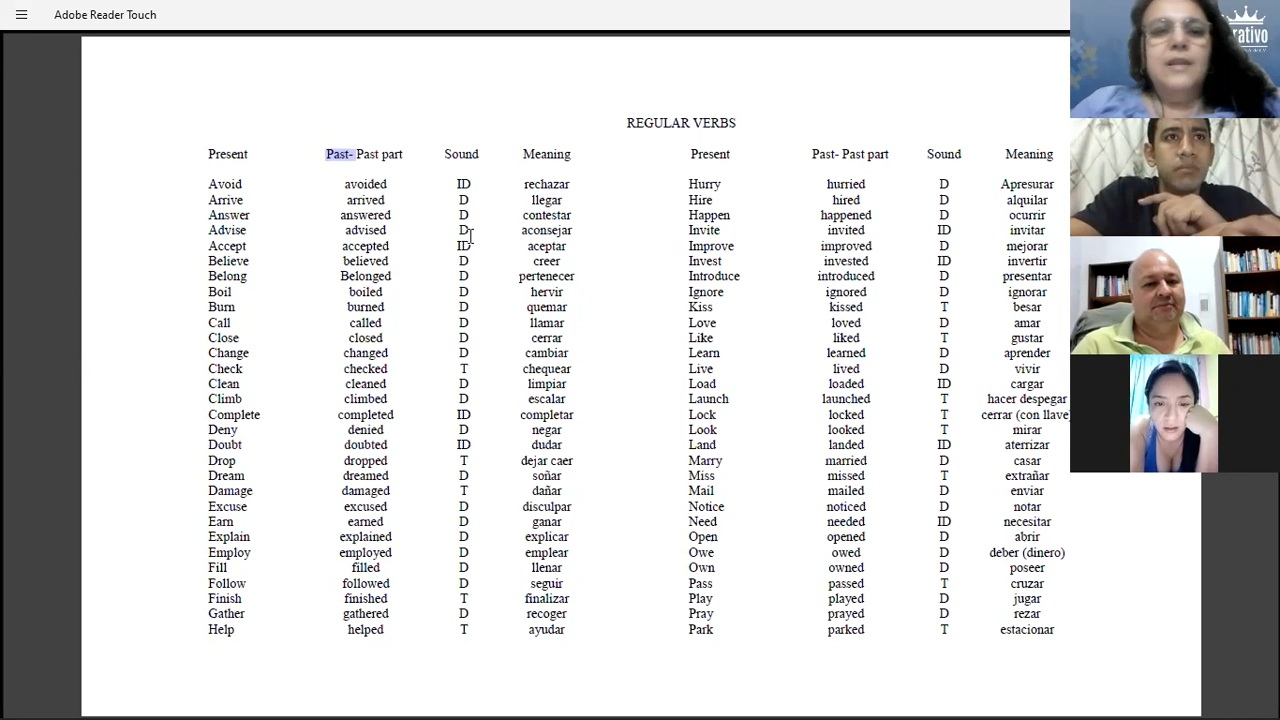 Adobe Reader Touch
rativo
REGULAR VERBS
Present Past- Past part Sound Meaning Present Past- Past part Sound Meaning
Avoid avoided ID rechazar Hurry hurried D Apresurar
Arrive arrived D llegar Hire hired D alquilar
Answer answered D contestar Happen happened D ocurrir
Advise advised D aconsejar Invite invited ID invitar
Accept accepted ID aceptar Improve improved D mejorar
Believe believed D creer Invest invested ID invertir
Belong Belonged D pertenecer Introduce introduced D presentar
Boil boiled D hervir Ignore ignored D ignorar
Burn burned D quemar Kiss kissed T besar
Call called D llamar Love loved D amar
Close closed D cerrar Like liked T gustar
Change changed D cambiar Learn learned D aprender
Check checked T chequear Live lived D vivir
Clean cleaned D limpiar Load loaded ID cargar
Climb climbed D escalar Launch launched T hacer despegar
Complete completed ID completar Lock locked T cerrar (con llave)
Deny denied D negar Look looked T mirar
Doubt doubted ID dudar Land landed ID aterrizar
Drop dropped T dejar caer Marry married D casar
Dream dreamed D soñar Miss missed T extrañar
Damage damaged T dañar Mail mailed D enviar
Excuse excused D disculpar Notice noticed D notar
Earn earned D ganar Need needed ID necesitar
Explain explained D explicar Open opened D abrir
Employ employed D emplear Owe owed D deber (dinero)
Fill filled D llenar Own owned D poseer
Follow followed D seguir Pass passed T cruzar
Finish finished T finalizar Play played D jugar
Gather gathered D recoger Pray prayed D rezar
Help helped T ayudar Park parked T estacionar